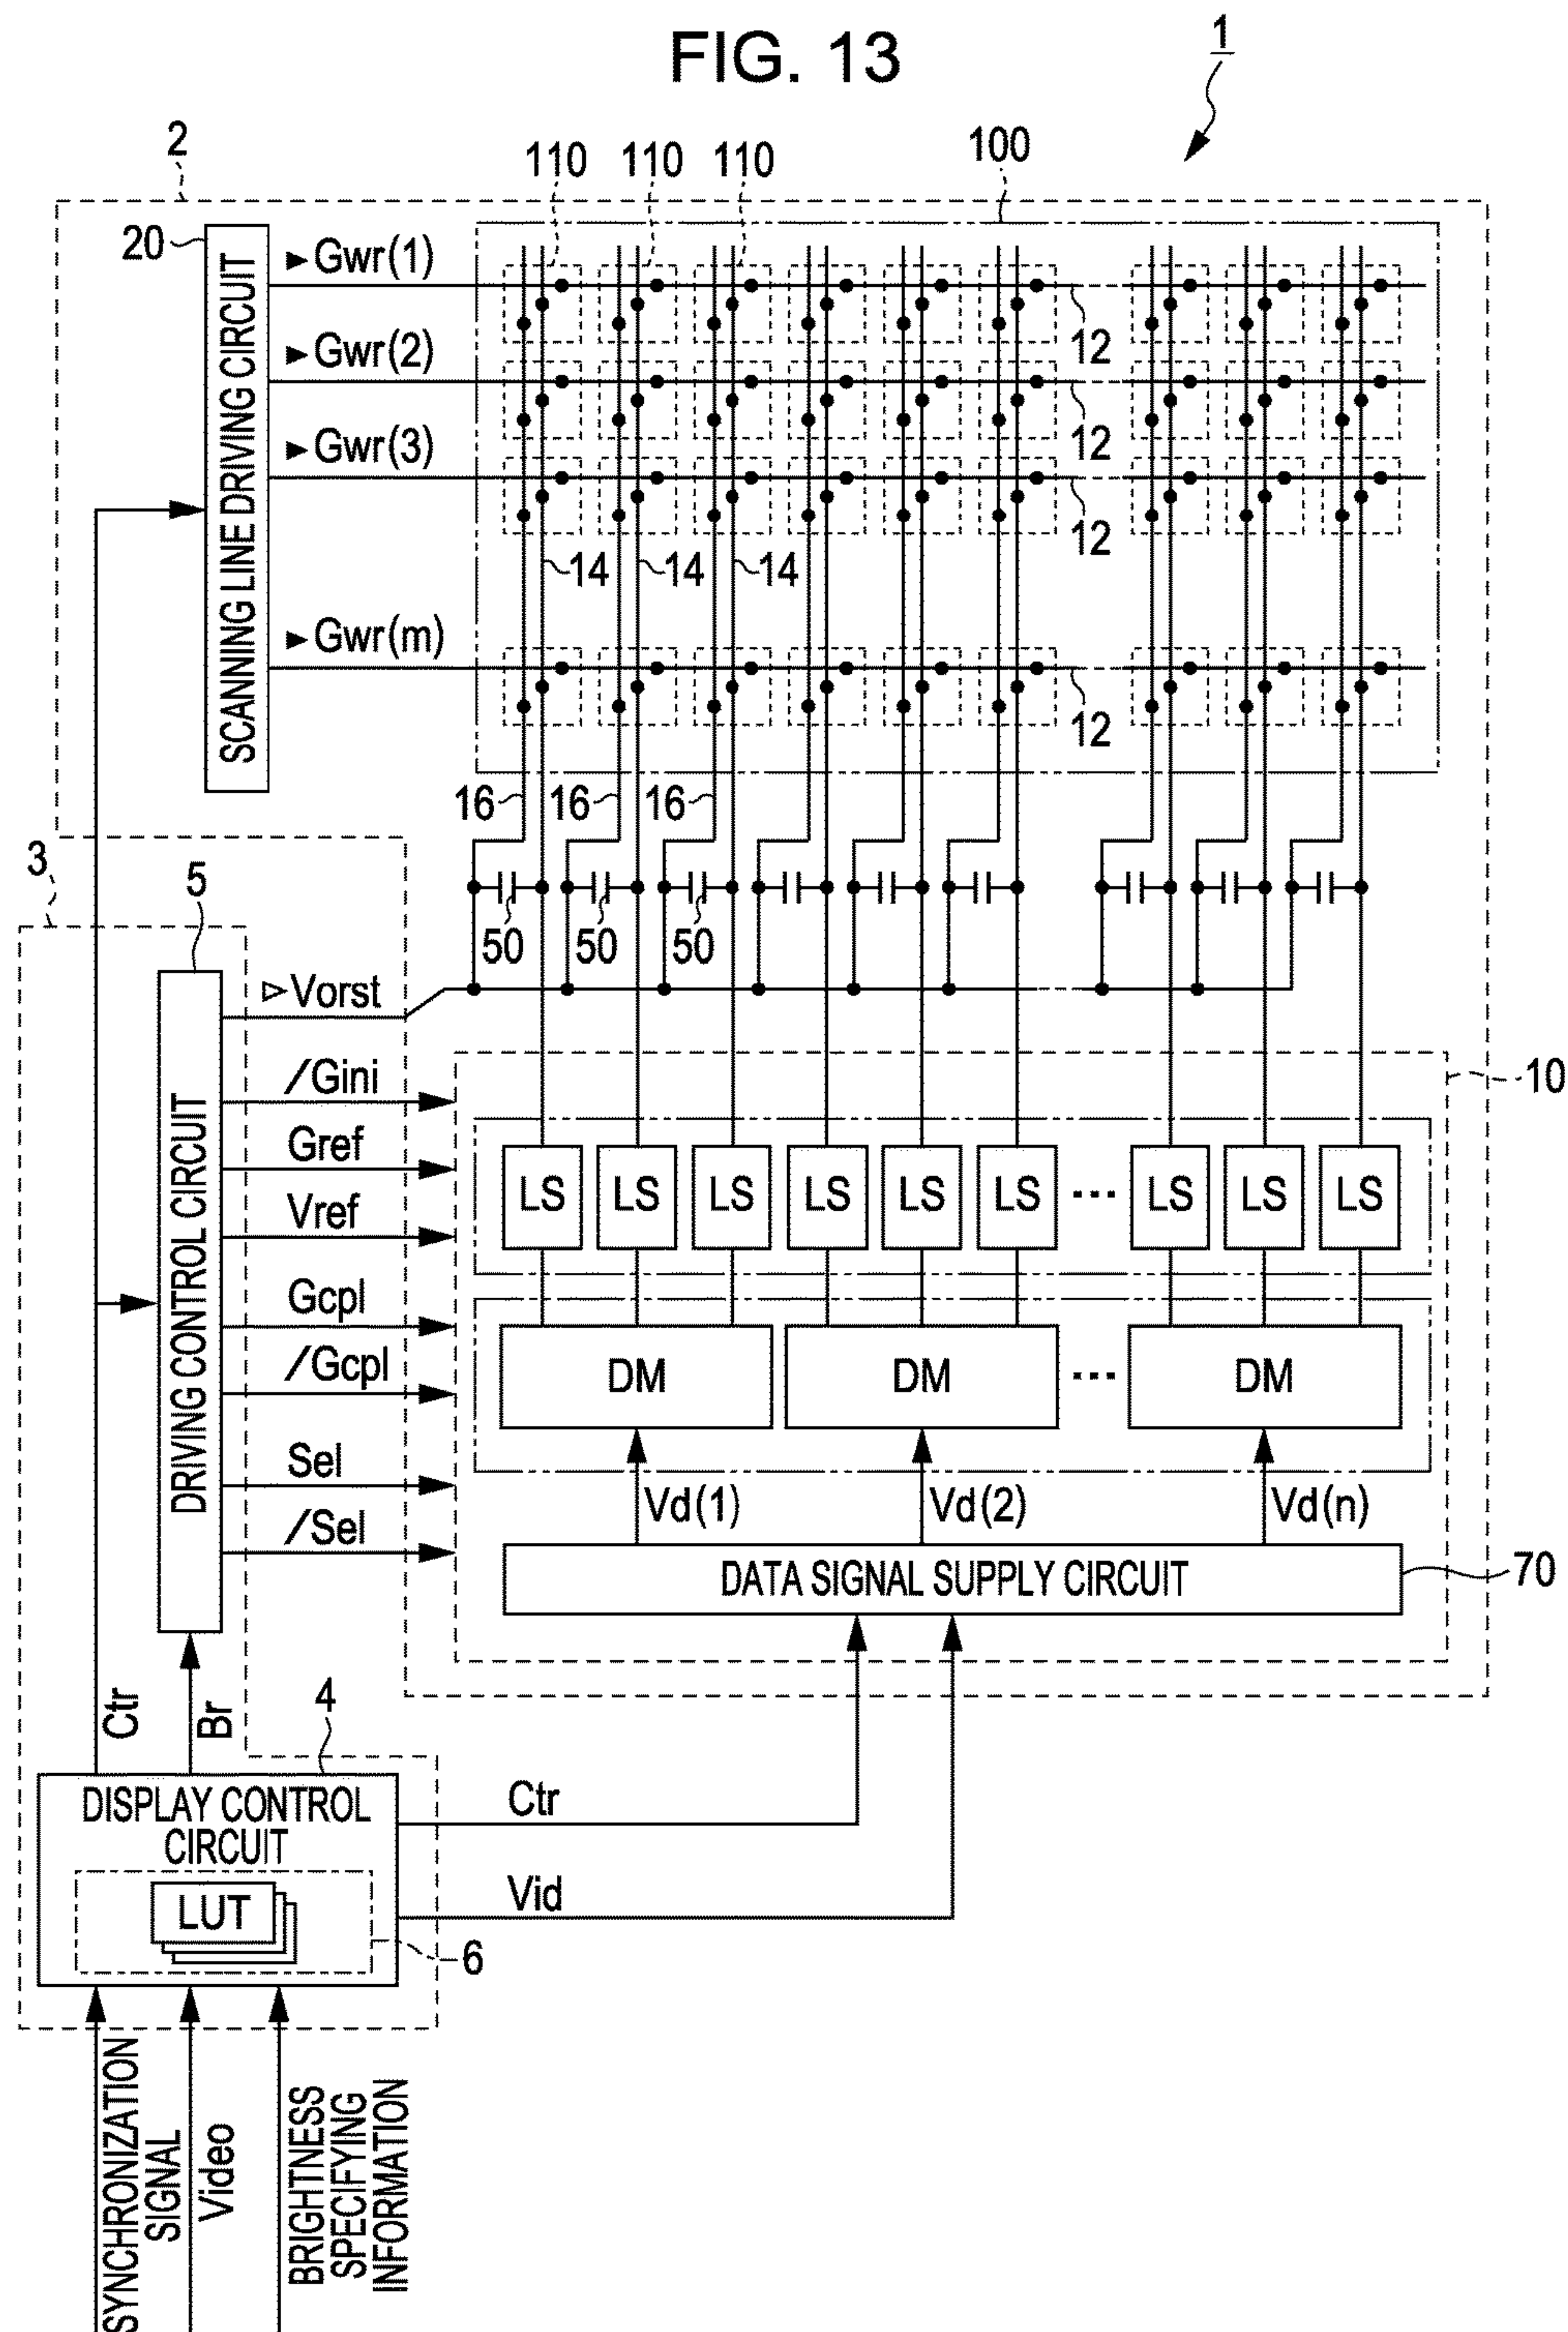 FIG. 13
1
2
110 110 110
100
20
SCANNING LINE DRIVING CIRCUIT
Gwr(1)
12
Gwr(2)
12
Gwr(3)
12
14 14 14
Gwr(m)
12
16 16 16
50 50 50
3
5
DRIVING CONTROL CIRCUIT
Vorst
/Gini
Gref
Vref
Gcpl
/Gcpl
Sel
/Sel
10
LS LS LS LS LS LS ... LS LS LS
DM DM ... DM
Vd(1) Vd(2) Vd(n)
DATA SIGNAL SUPPLY CIRCUIT
70
Ctr
Br
4
DISPLAY CONTROL
CIRCUIT
LUT
6
Ctr
Vid
SYNCHRONIZATION
SIGNAL
Video
BRIGHTNESS
SPECIFYING
INFORMATION